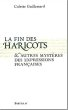 Colette Guillemard
LA FIN DES
HARICOTS
& AUTRES MYSTÈRES
DES EXPRESSIONS
FRANÇAISES